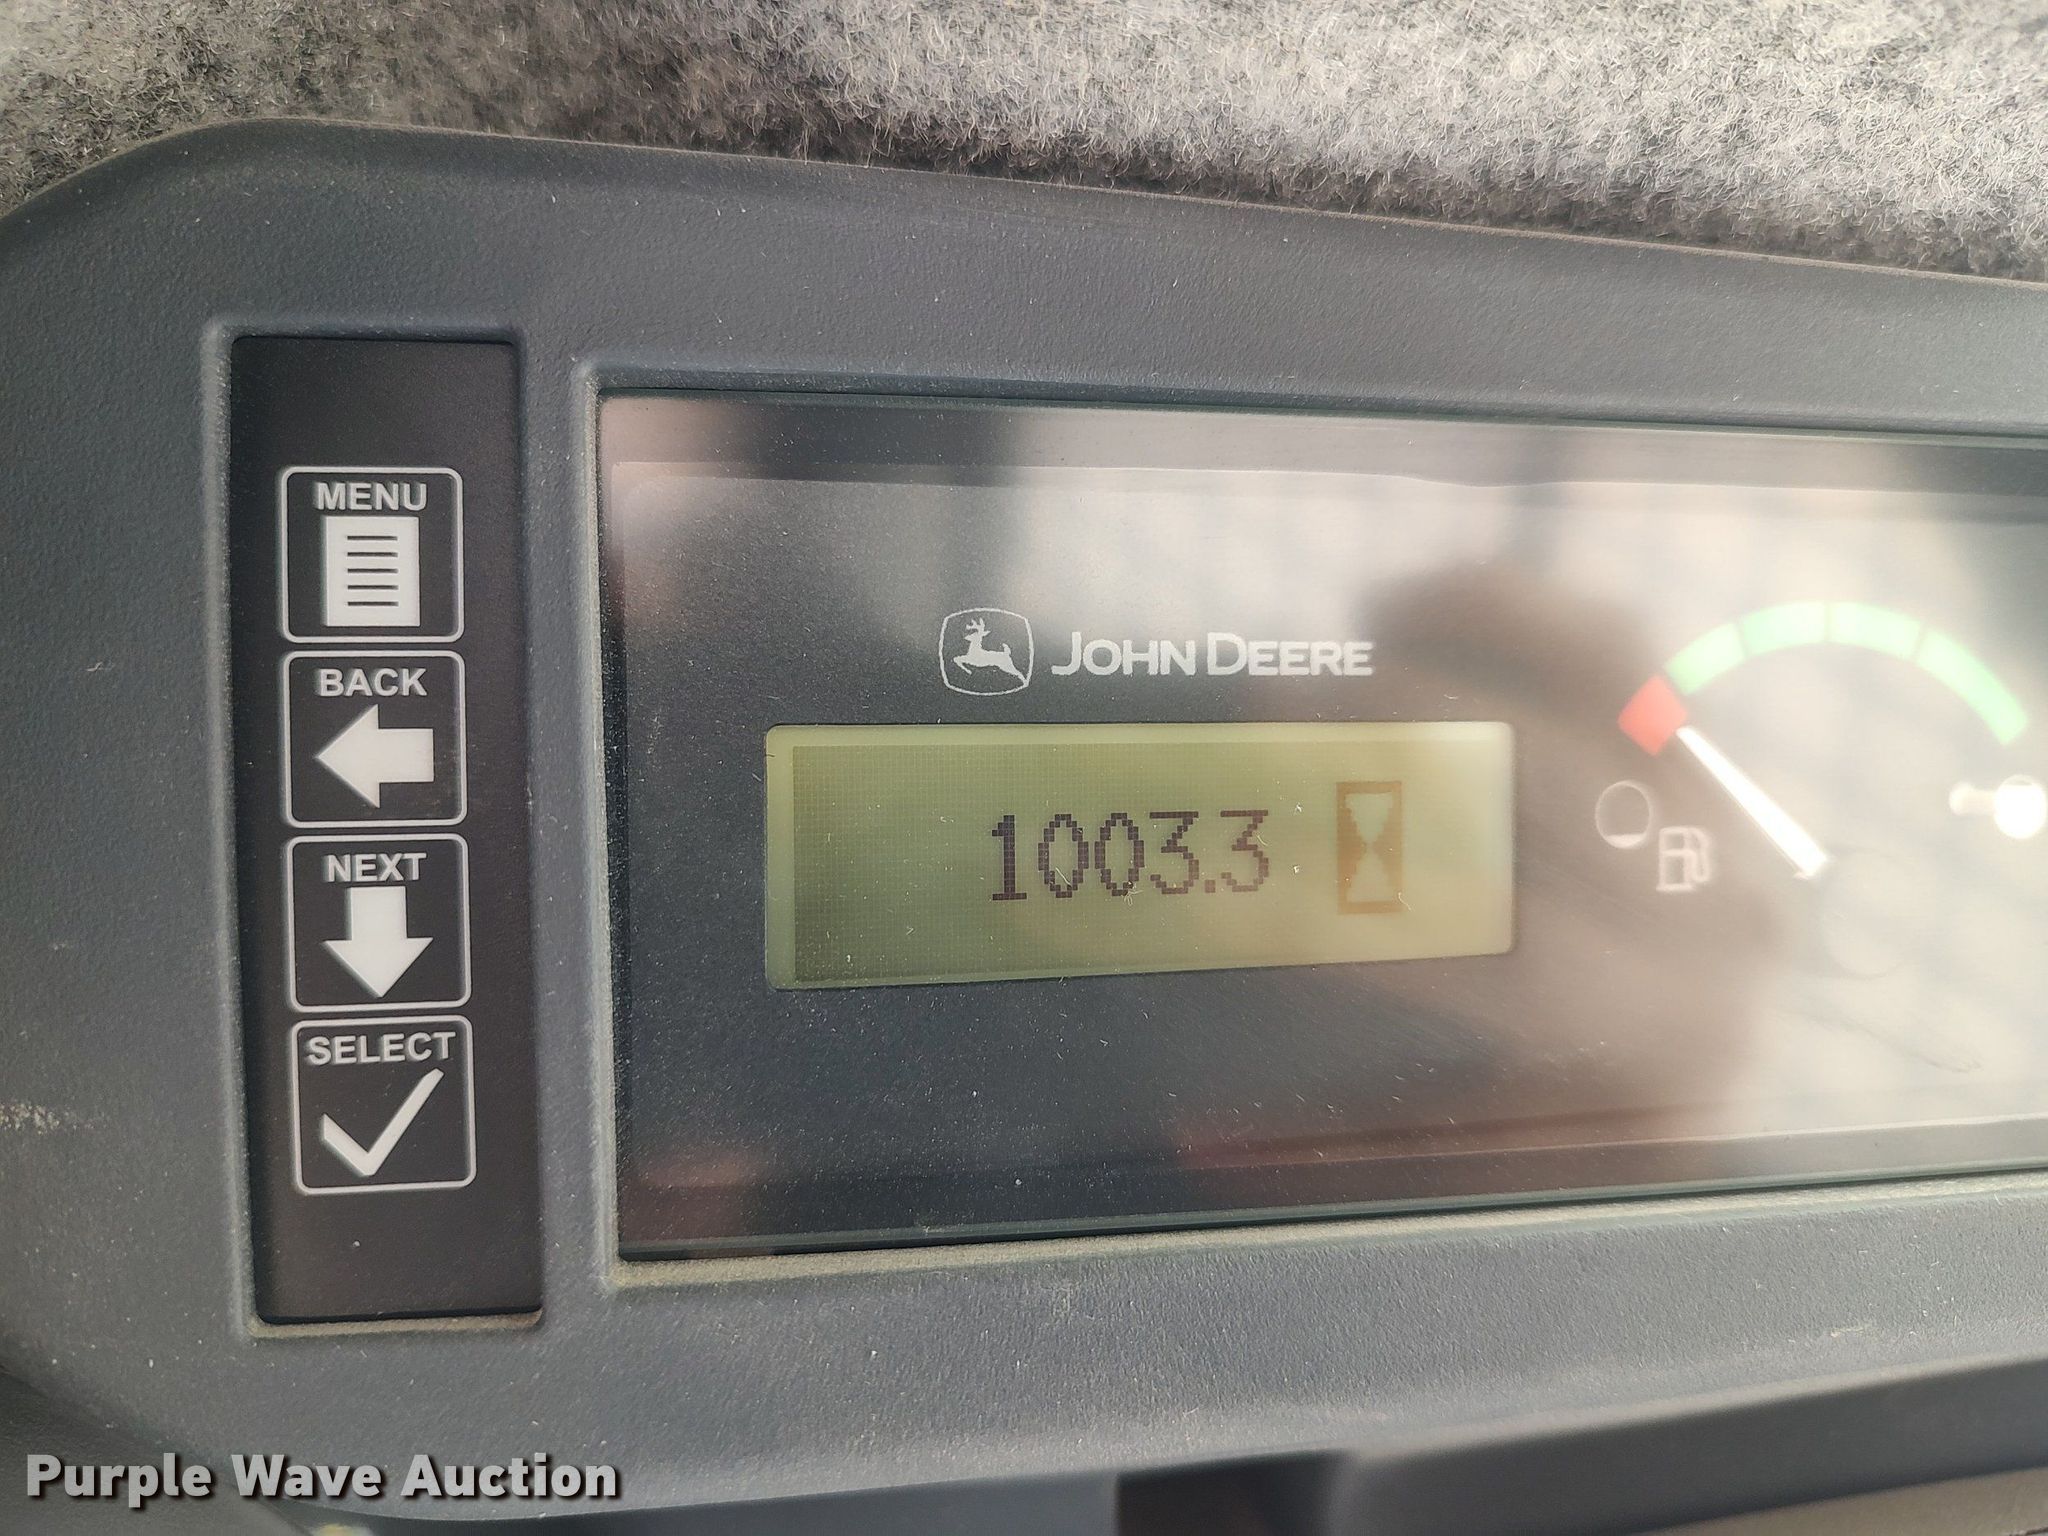 MENU
BACK
NEXT
SELECT
JOHN DEERE
1003.3
Purple Wave Auction